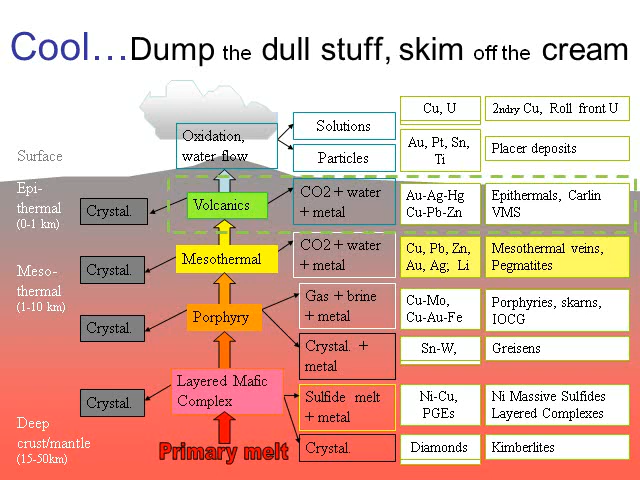 Cool…Dump the dull stuff, skim off the cream
Cu, U
2ndry Cu, Roll front U
Solutions
Oxidation,
water flow
Au, Pt, Sn,
Ti
Placer deposits
Particles
Surface
Epi-
thermal
(0-1 km)
Crystal.
Volcanics
CO2 + water
+ metal
Au-Ag-Hg
Cu-Pb-Zn
Epithermals, Carlin
VMS
Meso-
thermal
(1-10 km)
Crystal.
Mesothermal
CO2 + water
+ metal
Cu, Pb, Zn,
Au, Ag, Li
Mesothermal veins,
Pegmatites
Crystal.
Porphyry
Gas + brine
+ metal
Cu-Mo,
Cu-Au-Fe
Porphyries, skarns,
IOCG
Crystal. +
metal
Sn-W,
Greisens
Crystal.
Layered Mafic
Complex
Sulfide melt
+ metal
Ni-Cu,
PGEs
Ni Massive Sulfides
Layered Complexes
Deep
crust/mantle
(15-50km)
Primary melt
Crystal.
Diamonds
Kimberlites